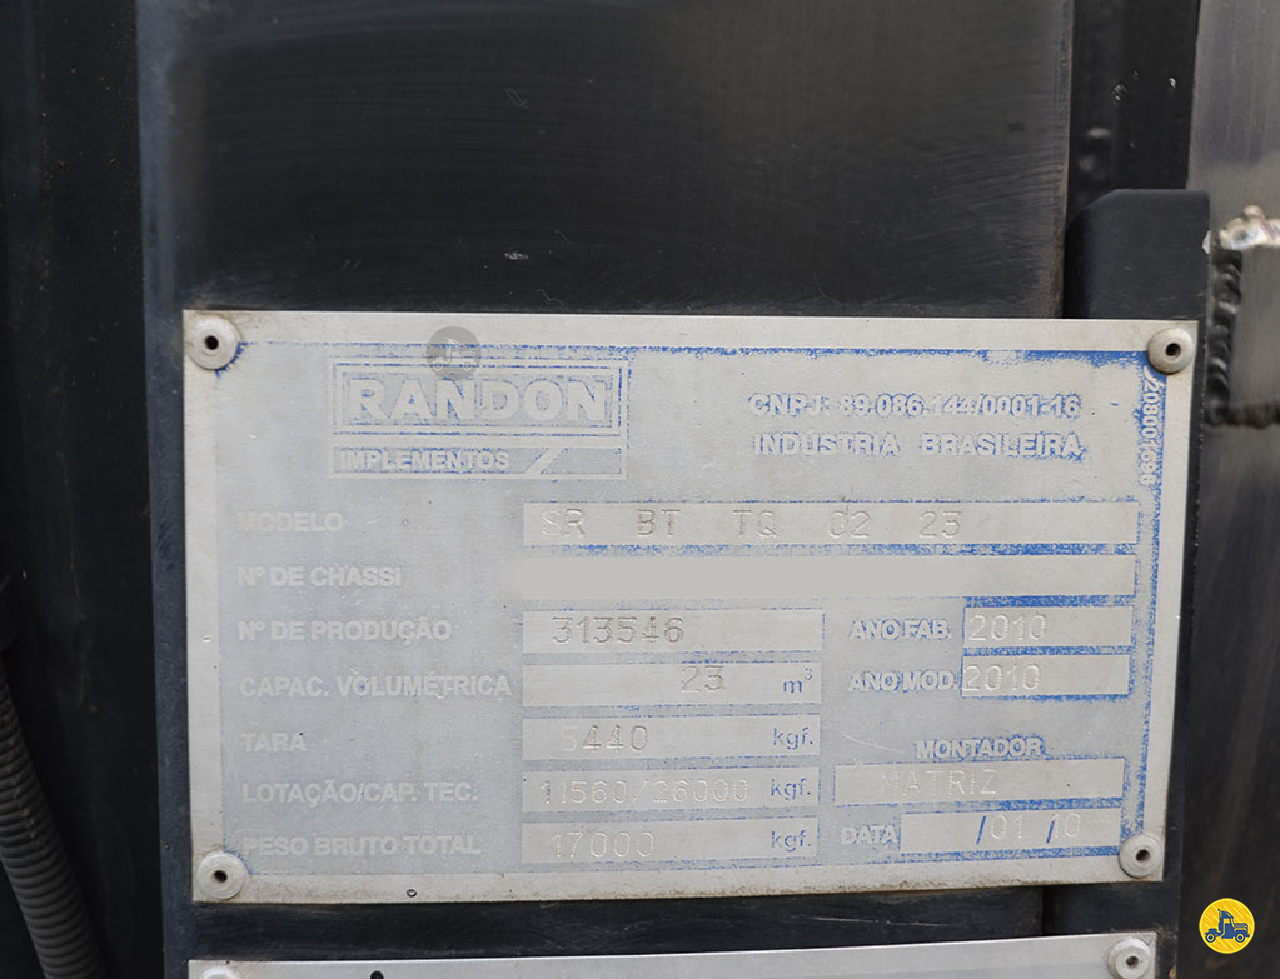 RANDON
IMPLEMENTOS
CNPJ: 89.086.144/0001-16
INDÚSTRIA BRASILEIRA
MODELO SR BT TQ 02 23
Nº DE CHASSI
Nº DE PRODUÇÃO 313546 ANO FAB. 2010
CAPAC. VOLUMÉTRICA 23 m³ ANO MOD. 2010
TARA 5440 kgf.
MONTADOR
LOTAÇÃO/CAP. TEC. 11560/26000 kgf. MATRIZ
PESO BRUTO TOTAL 17000 kgf. DATA /01/10